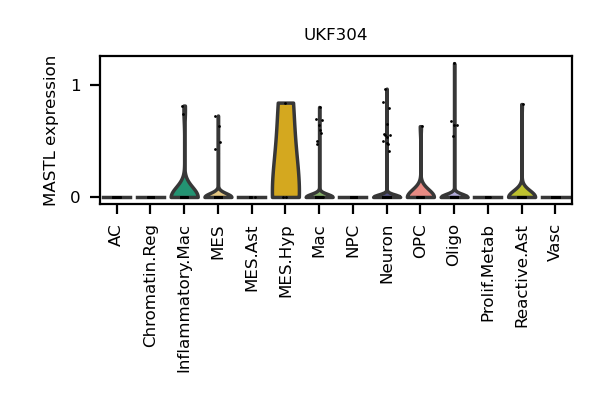 UKF304
MASTL expression
1
0
AC
Chromatin.Reg
Inflammatory.Mac
MES
MES.Ast
MES.Hyp
Mac
NPC
Neuron
OPC
Oligo
Prolif.Metab
Reactive.Ast
Vasc